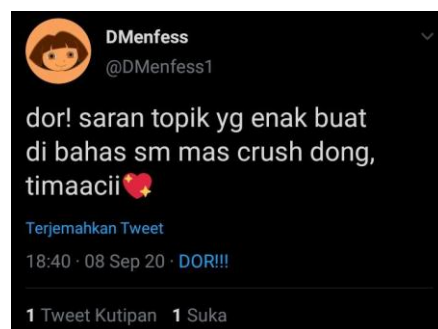 DMenfess
@DMenfess1
dor! saran topik yg enak buat
di bahas sm mas crush dong,
timaacii💖
Terjemahkan Tweet
18:40 · 08 Sep 20 · DOR!!!
1 Tweet Kutipan 1 Suka